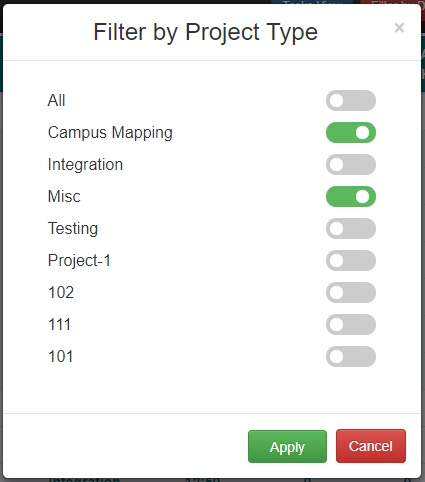 Filter by Project Type ×
All
Campus Mapping
Integration
Misc
Testing
Project-1
102
111
101
Apply Cancel